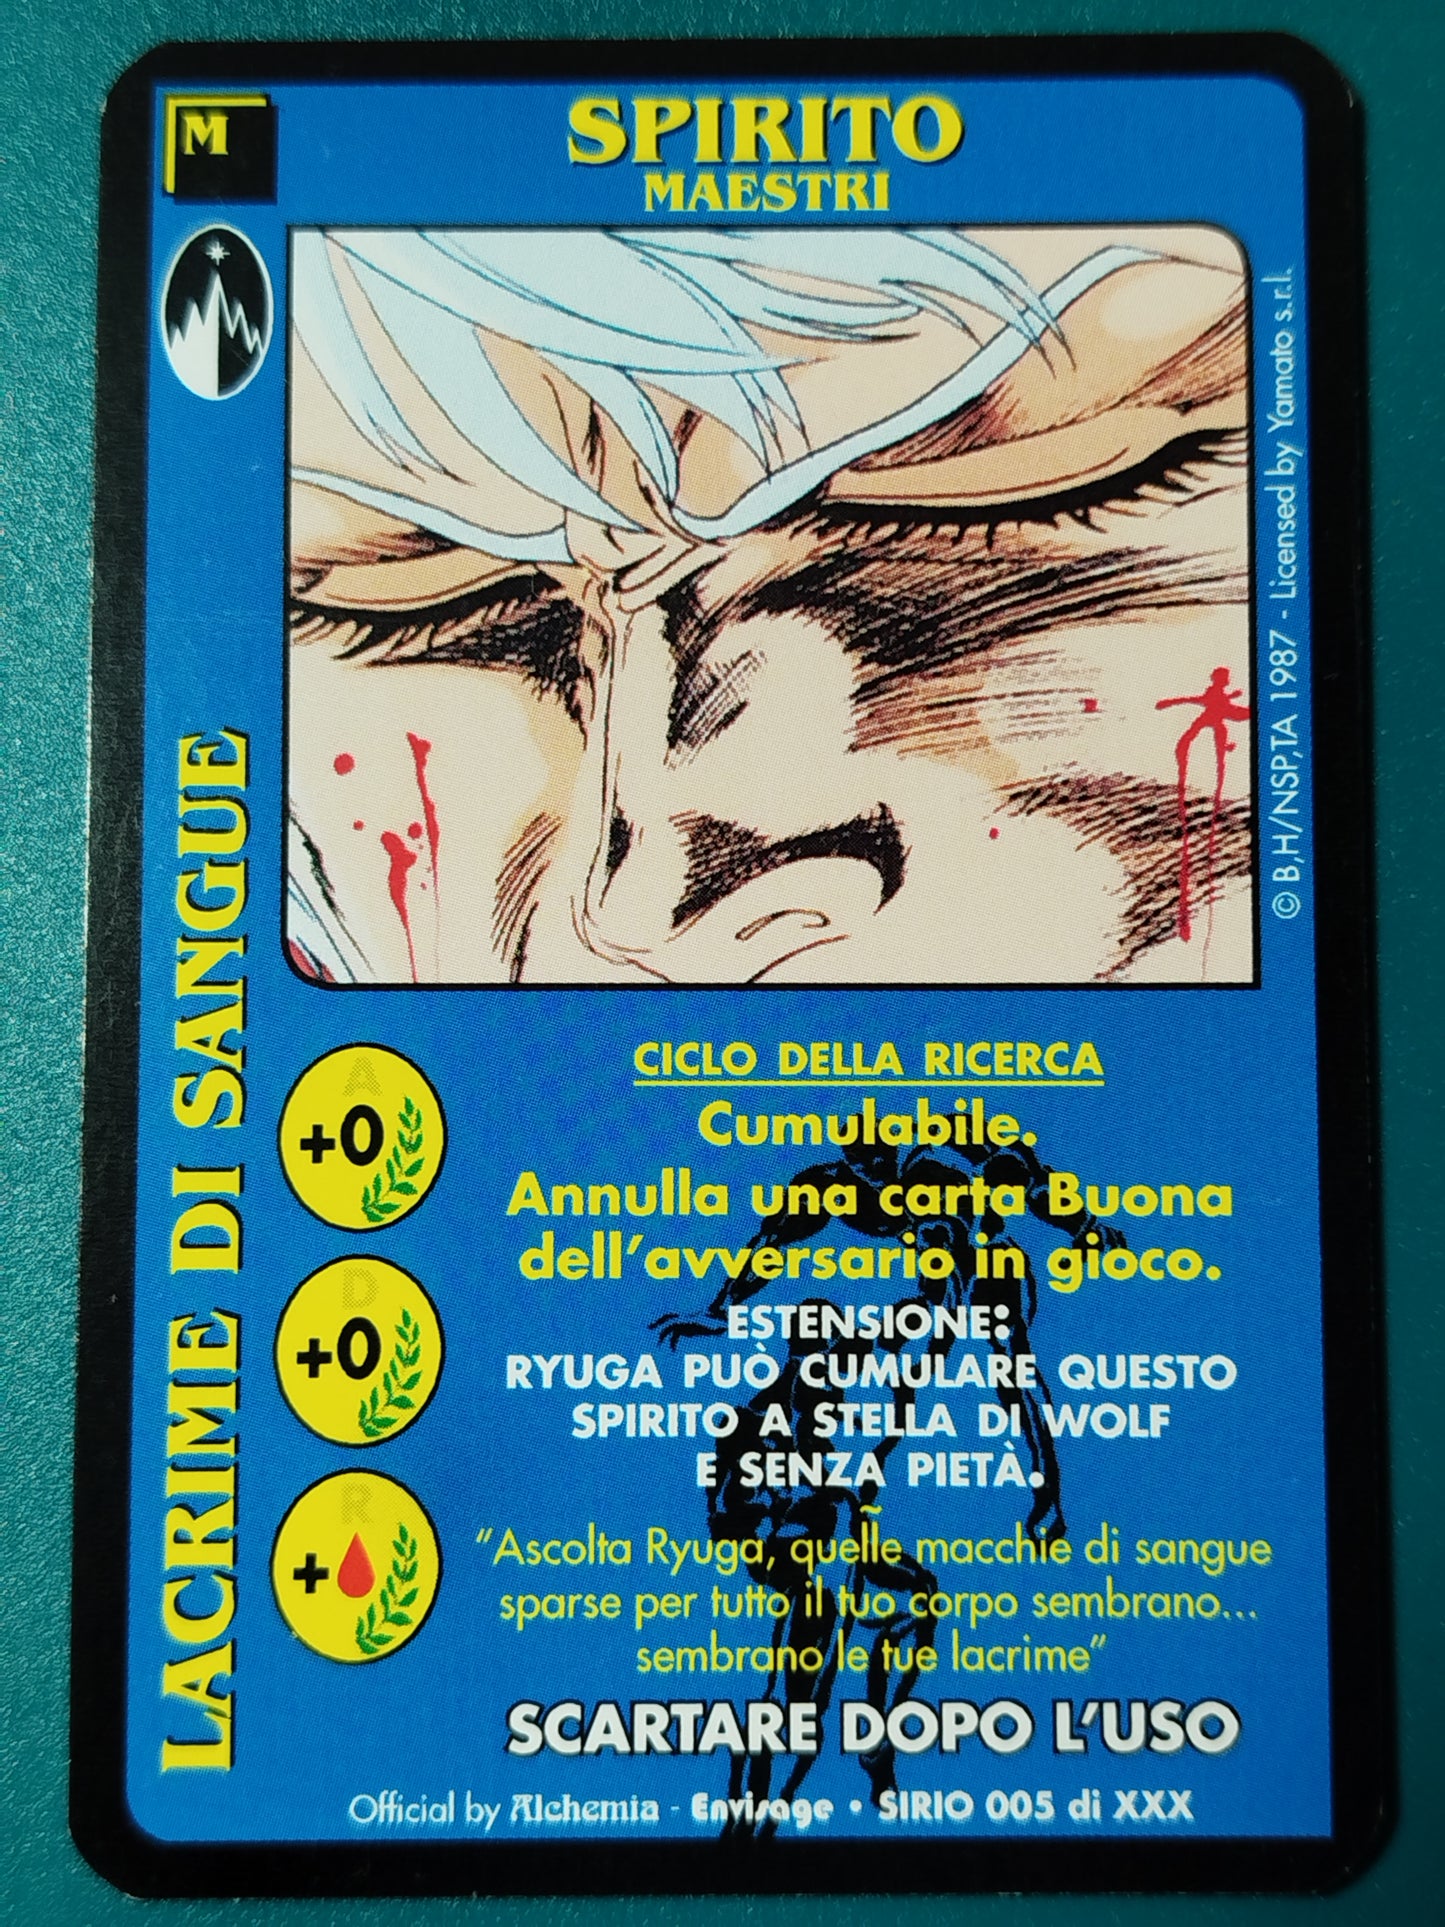 M
SPIRITO
MAESTRI
© B,H/NSP,TA 1987 - Licensed by Yamato s.r.l.
LACRIME DI SANGUE
A
+0
D
+0
R
+
CICLO DELLA RICERCA
Cumulabile.
Annulla una carta Buona
dell'avversario in gioco.
ESTENSIONE:
RYUGA PUÒ CUMULARE QUESTO
SPIRITO A STELLA DI WOLF
E SENZA PIETÀ.
~
"Ascolta Ryuga, quelle macchie di sangue
sparse per tutto il tuo corpo sembrano...
sembrano le tue lacrime"
SCARTARE DOPO L'USO
Official by Alchemia - Envisage • SIRIO 005 di XXX